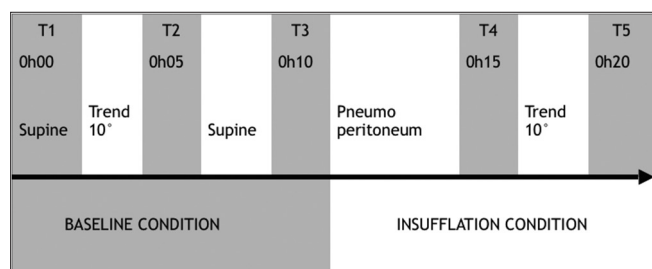 T1 T2 T3 T4 T5
0h00 0h05 0h10 0h15 0h20
Trend Pneumo Trend
Supine 10° Supine peritoneum 10°
BASELINE CONDITION INSUFFLATION CONDITION